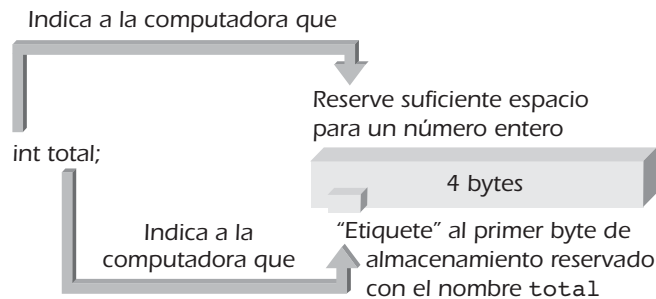 Indica a la computadora que
Reserve suficiente espacio
para un número entero
int total;
4 bytes
Indica a la
computadora que
“Etiquete” al primer byte de
almacenamiento reservado
con el nombre total